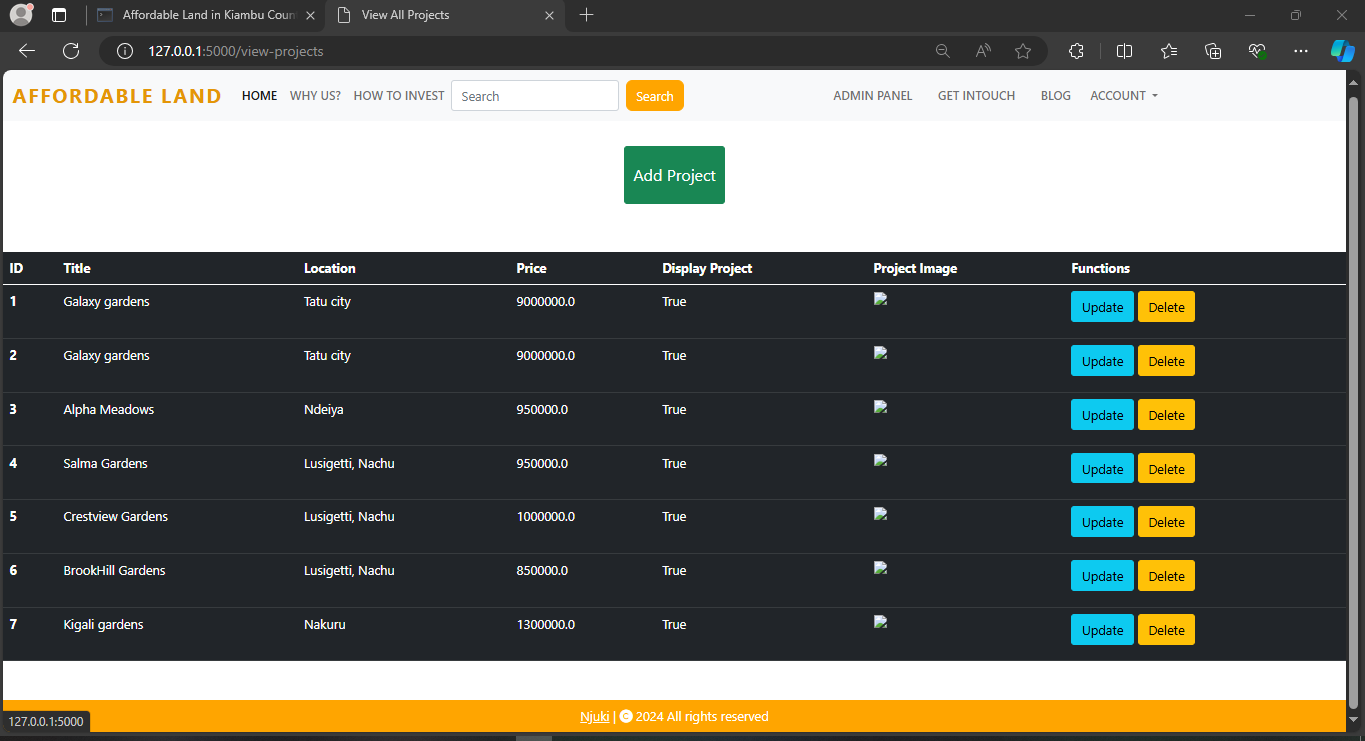 Affordable Land in Kiambu Coun
View All Projects
127.0.0.1:5000/view-projects
AFFORDABLE LAND HOME WHY US? HOW TO INVEST Search Search ADMIN PANEL GET INTOUCH BLOG ACCOUNT
Add Project
ID Title Location Price Display Project Project Image Functions
1 Galaxy gardens Tatu city 9000000.0 True Update Delete
2 Galaxy gardens Tatu city 9000000.0 True Update Delete
3 Alpha Meadows Ndeiya 950000.0 True Update Delete
4 Salma Gardens Lusigetti, Nachu 950000.0 True Update Delete
5 Crestview Gardens Lusigetti, Nachu 1000000.0 True Update Delete
6 BrookHill Gardens Lusigetti, Nachu 850000.0 True Update Delete
7 Kigali gardens Nakuru 1300000.0 True Update Delete
Njuki | © 2024 All rights reserved
127.0.0.1:5000